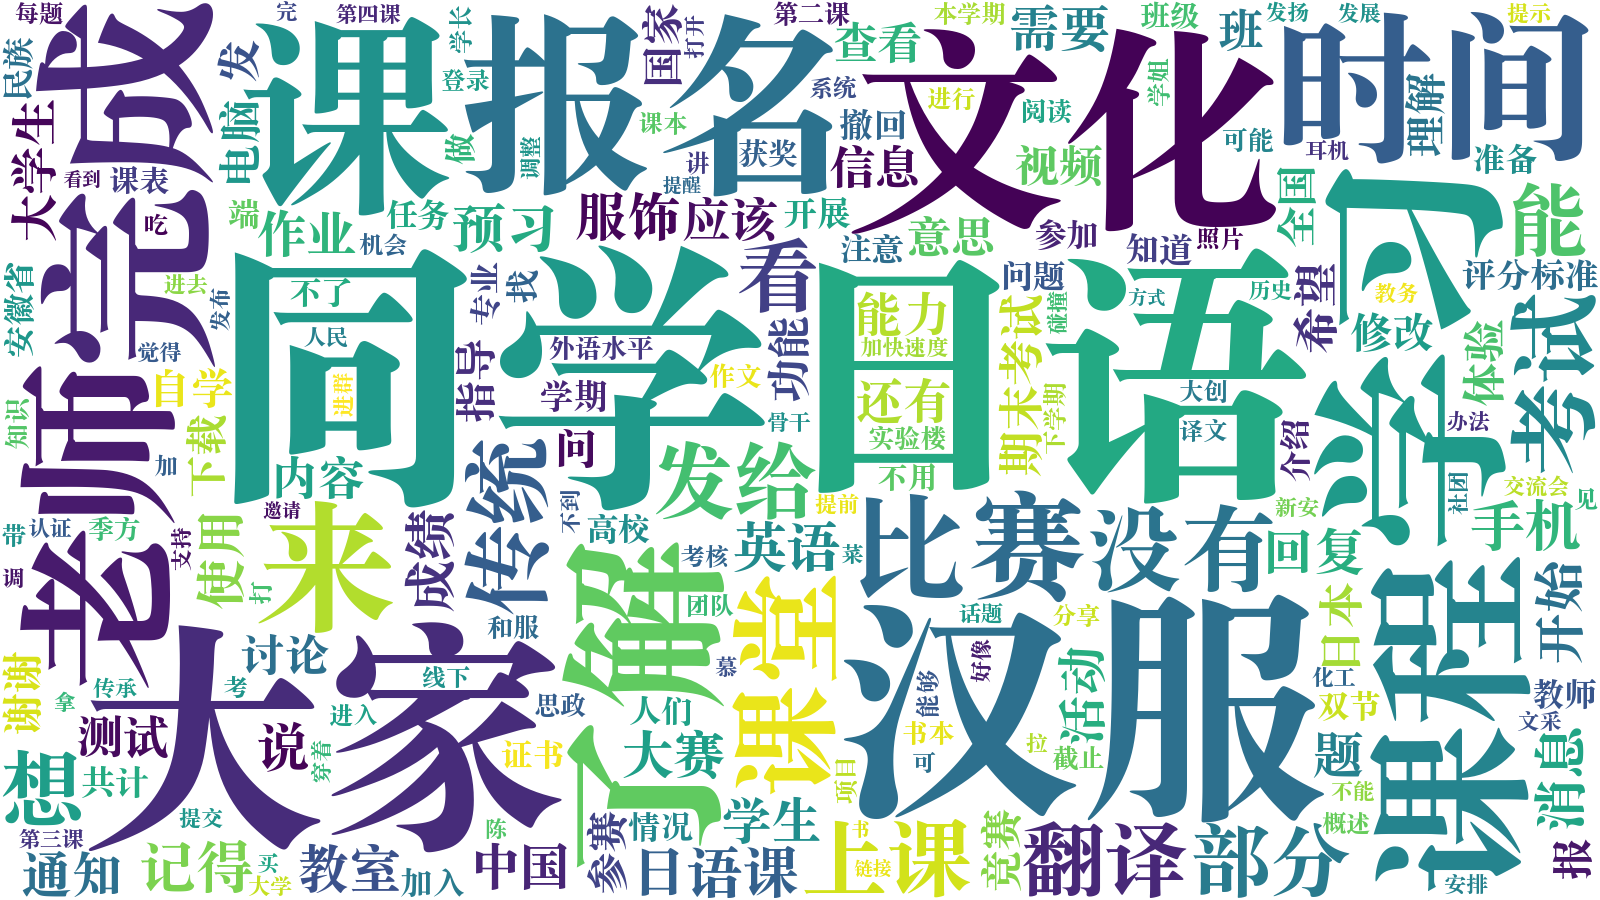 每题
完
第四课
学长
国家
打开
第二课
本学期
需要
班级
班
发扬
发展
提示
民族
完成
发
课
报名
查看
文化
时间
登录
系统
进行
学姐
大学生
电脑
课本
撤回
阅读
理解
可能
耳机
准备
看到
课表
做
调整
讲
获奖
信息
视频
提醒
端
作业
任务
预习
服饰
应该
开展
意思
参加
照片
全国
学习
能
吃
机会
注意
知道
安徽省
进去
发布
不了
同学
专业
找
看
日语
问题
方式
历史
希望
教务
评分标准
人民
觉得
外语水平
功能
能力
加快速度
碰撞
修改
体验
考试
老师
自学
进群
指导
学期
作文
还有
期末考试
下学期
大创
知识
下载
骨干
实验楼
译文
介绍
办法
加
内容
传统
问
发给
不用
社团
交流会
见
带
认证
季方
邀请
来
成绩
不到
高校
提前
比赛
没有
新安
回复
手机
支持
使用
打
考核
英语
菜
调
和服
了解
团队
课堂
汉服
话题
分享
日本
课程
开始
谢谢
讨论
大家
线下
慕
好像
能够
活动
化工
教师
拿
传承
考
进入
思政
人们
书本
双节
文采
测试
说
穿着
证书
大赛
可
拉
截止
题
消息
想
共计
项目
不能
提交
陈
参赛
情况
学生
竞赛
概述
第三课
通知
记得
买
大学
教室
加入
中国
日语课
上课
书
链接
翻译
部分
安排
报